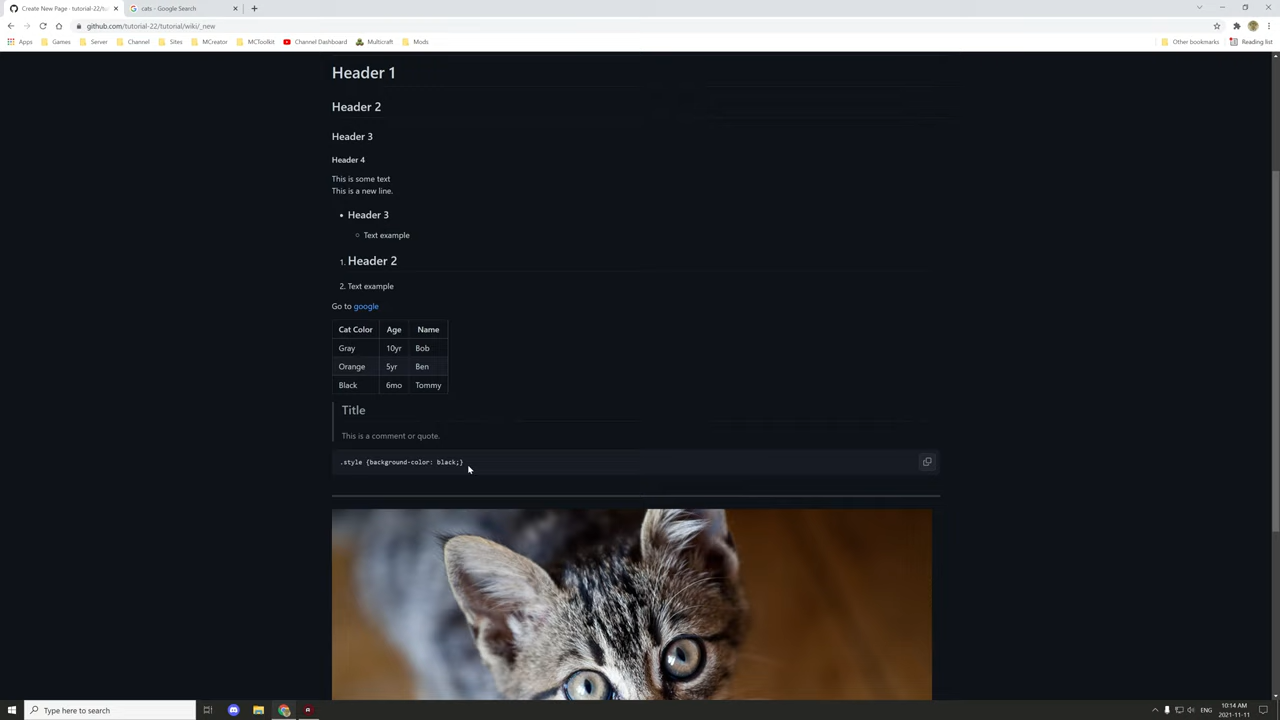 Create New Page · tutorial-22/tu
cats - Google Search
github.com/tutorial-22/tutorial/wiki/_new
Apps
Games
Server
Channel
Sites
MCreator
MCToolkit
Channel Dashboard
Multicraft
Mods
Other bookmarks
Reading list
Header 1
Header 2
Header 3
Header 4
This is some text
This is a new line.
• Header 3
○ Text example
1. Header 2
2. Text example
Go to google
Cat Color Age Name
Gray 10yr Bob
Orange 5yr Ben
Black 6mo Tommy
Title
This is a comment or quote.
.style {background-color: black;}
Type here to search
ENG
10:14 AM
2021-11-11